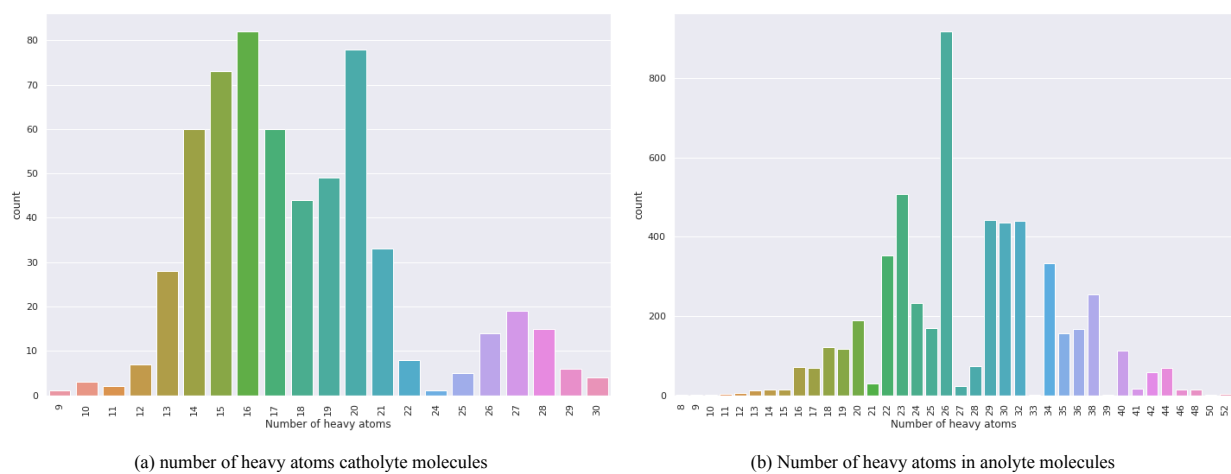 80
70
60
50
40
30
20
10
0
count
9 10 11 12 13 14 15 16 17 18 19 20 21 22 24 25 26 27 28 29 30
Number of heavy atoms
(a) number of heavy atoms catholyte molecules
800
600
400
200
0
count
8 9 10 11 12 13 14 15 16 17 18 19 20 21 22 23 24 25 26 27 28 29 30 32 33 34 35 36 38 39 40 41 42 44 46 48 50 52
Number of heavy atoms
(b) Number of heavy atoms in anolyte molecules